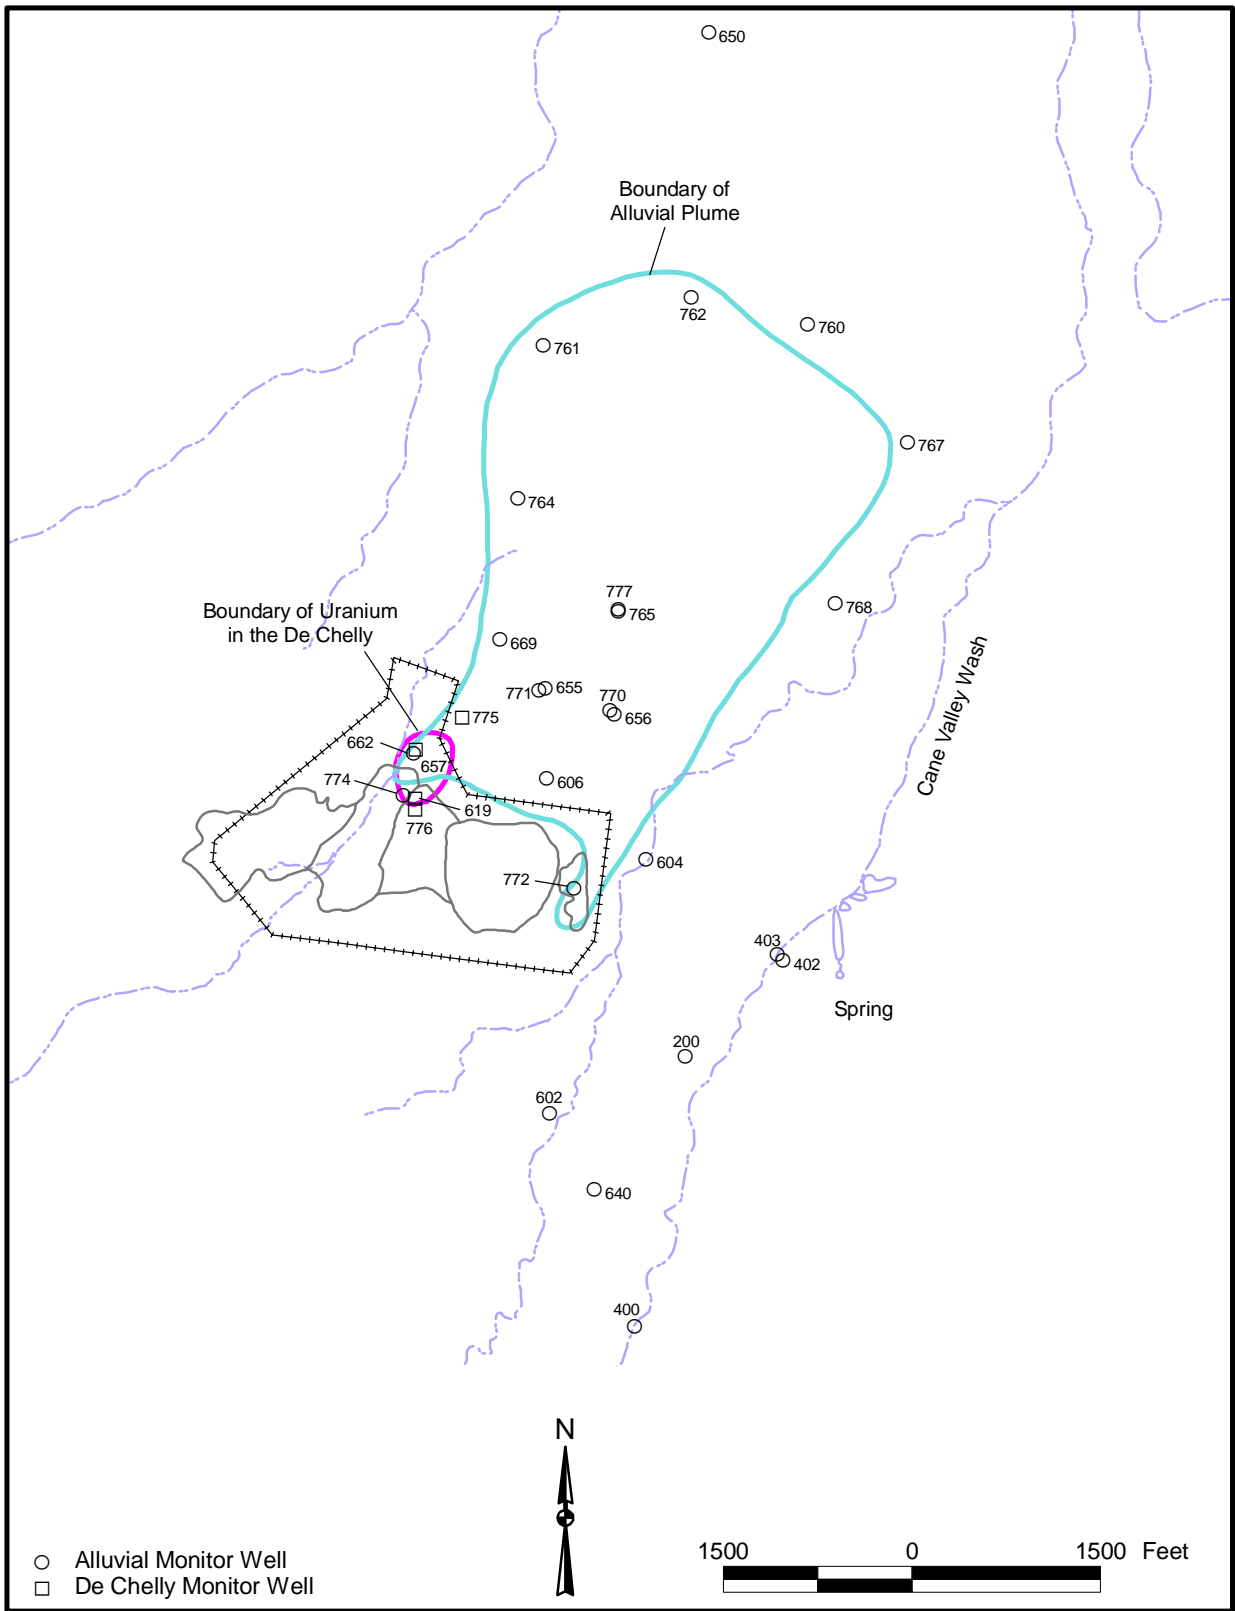 650
Boundary of
Alluvial Plume
762
760
761
767
764
777
765
768
Boundary of Uranium
in the De Chelly
669
771
655
770
656
775
662
657
774
606
619
776
604
772
Cane Valley Wash
403
402
Spring
200
602
640
400
N
1500 0 1500 Feet
Alluvial Monitor Well
De Chelly Monitor Well